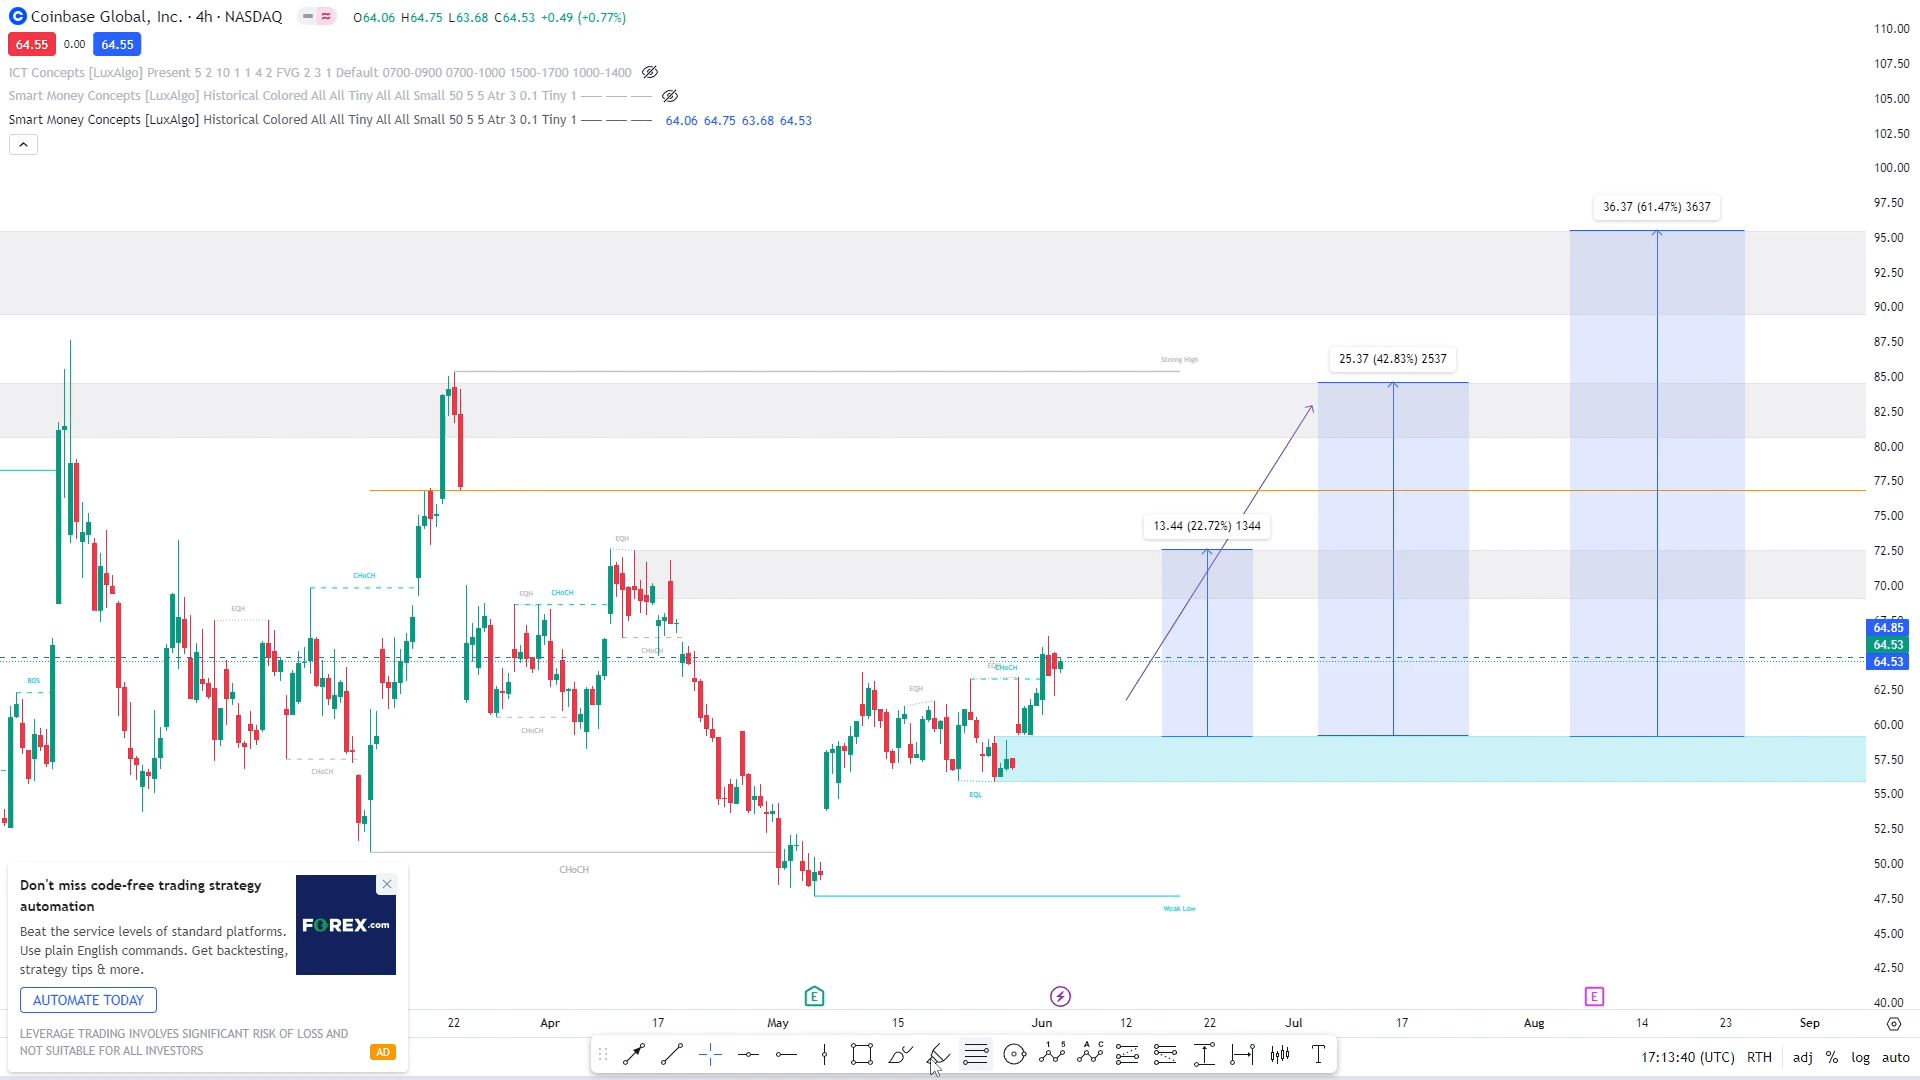 Coinbase Global, Inc. · 4h · NASDAQ O64.06 H64.75 L63.68 C64.53 +0.49 (+0.77%)
64.55 0.00 64.55
ICT Concepts [LuxAlgo] Present 5 2 10 1 1 4 2 FVG 2 3 1 Default 0700-0900 0700-1000 1500-1700 1000-1400
Smart Money Concepts [LuxAlgo] Historical Colored All All Tiny All All Small 50 5 5 Atr 3 0.1 Tiny 1
Smart Money Concepts [LuxAlgo] Historical Colored All All Tiny All All Small 50 5 5 Atr 3 0.1 Tiny 1 64.06 64.75 63.68 64.53
110.00
107.50
105.00
102.50
100.00
97.50
95.00
92.50
90.00
87.50
85.00
82.50
80.00
77.50
75.00
72.50
70.00
64.85
64.53
64.53
62.50
60.00
57.50
55.00
52.50
50.00
47.50
45.00
42.50
40.00
36.37 (61.47%) 3637
25.37 (42.83%) 2537
13.44 (22.72%) 1344
Strong High
EQH
CHoCH
EQH
CHoCH
EQH
CHoCH
CHoCH
BOS
EQH
CHoCH
CHoCH
EQL
CHoCH
Weak Low
Don't miss code-free trading strategy
automation
Beat the service levels of standard platforms.
Use plain English commands. Get backtesting,
strategy tips & more.
FOREX.com
AUTOMATE TODAY
LEVERAGE TRADING INVOLVES SIGNIFICANT RISK OF LOSS AND
NOT SUITABLE FOR ALL INVESTORS
AD
E
E
22 Apr 17 May 15 Jun 12 22 Jul 17 Aug 14 23 Sep
17:13:40 (UTC) RTH adj % log auto